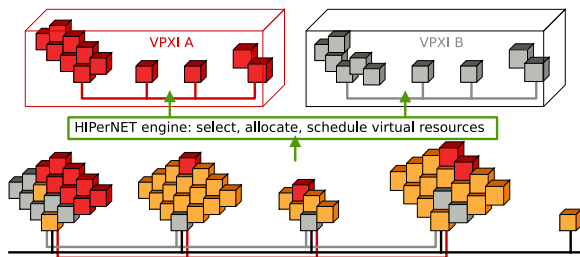 VPXI A
VPXI B
HIPerNET engine: select, allocate, schedule virtual resources